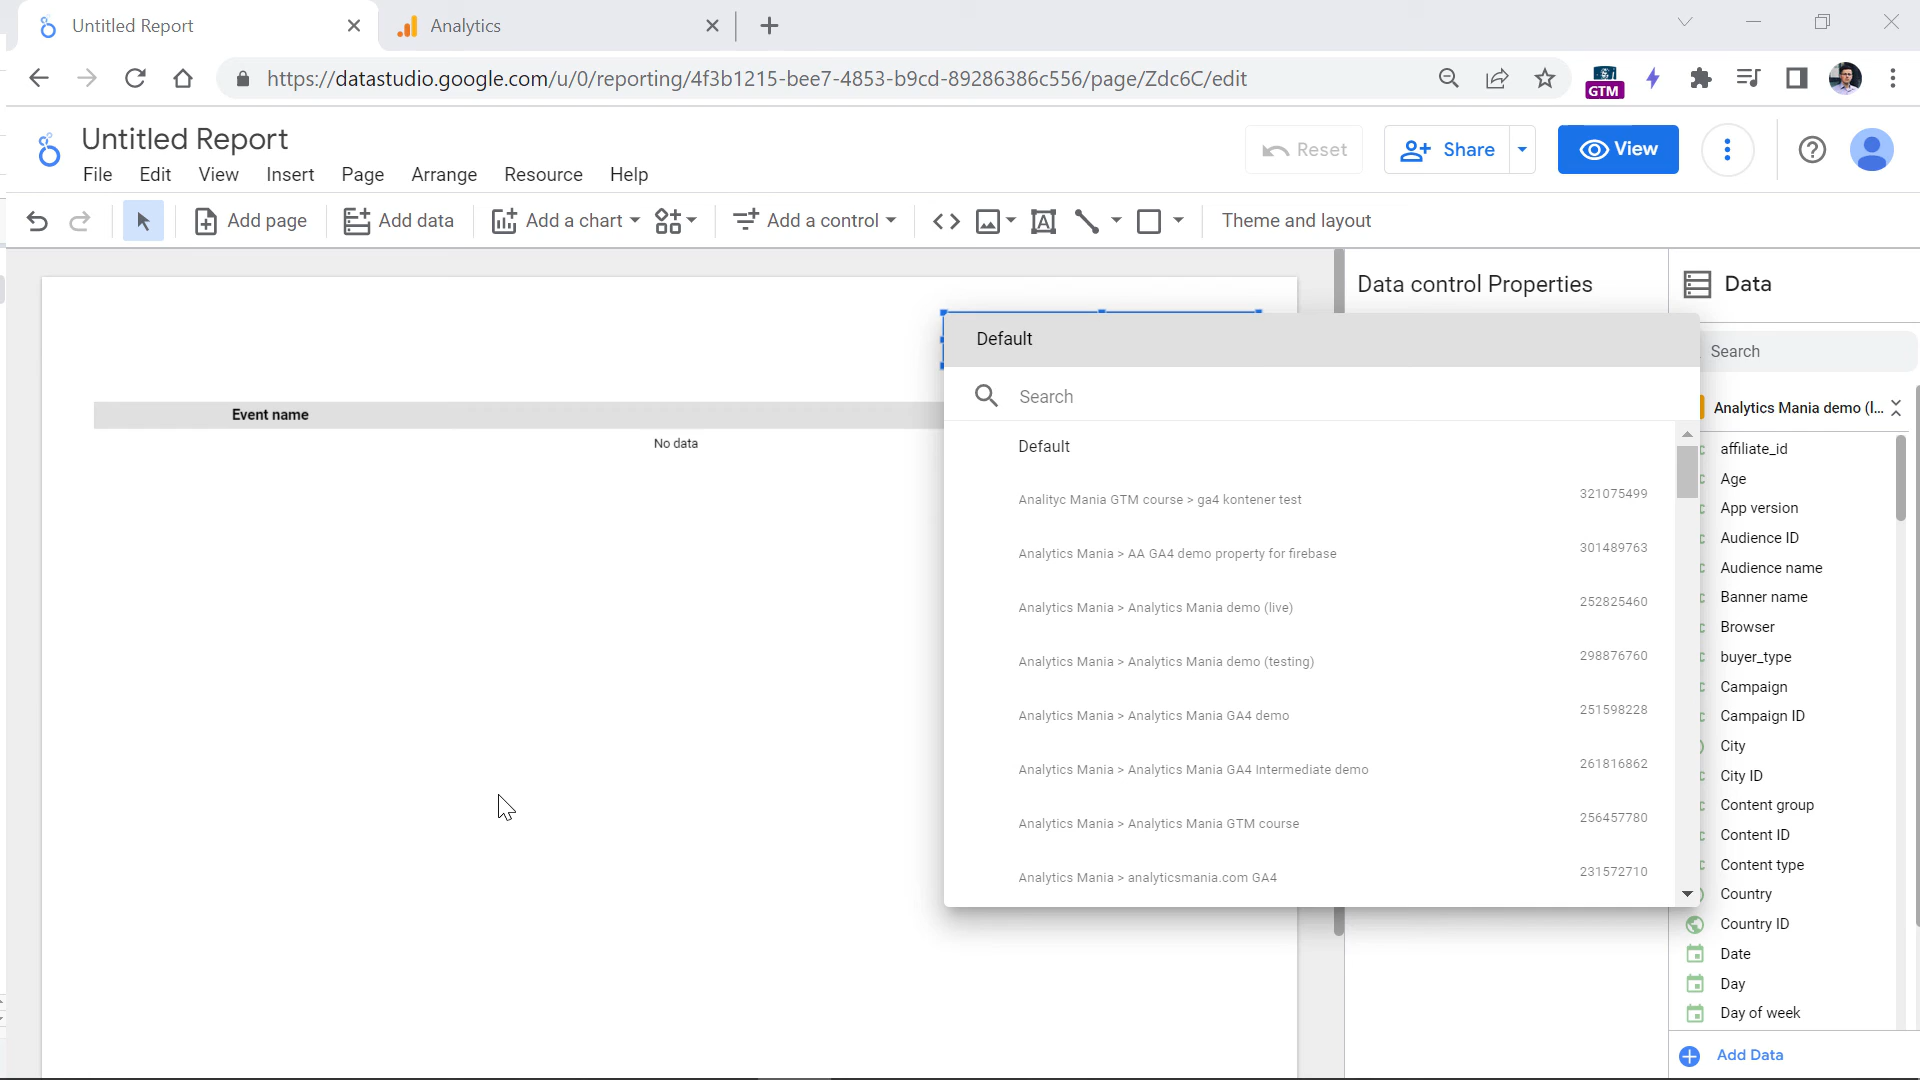 Untitled Report
Analytics
https://datastudio.google.com/u/0/reporting/4f3b1215-bee7-4853-b9cd-89286386c556/page/Zdc6C/edit
GTM
Untitled Report
File Edit View Insert Page Arrange Resource Help
Reset
Share
View
Add page
Add data
Add a chart
Add a control
Theme and layout
Data control Properties
Data
Event name
No data
Default
Search
Default
Analityc Mania GTM course > ga4 kontener test 321075499
Analytics Mania > AA GA4 demo property for firebase 301489763
Analytics Mania > Analytics Mania demo (live) 252825460
Analytics Mania > Analytics Mania demo (testing) 298876760
Analytics Mania > Analytics Mania GA4 demo 251598228
Analytics Mania > Analytics Mania GA4 Intermediate demo 261816862
Analytics Mania > Analytics Mania GTM course 256457780
Analytics Mania > analyticsmania.com GA4 231572710
Search
Analytics Mania demo (l...
affiliate_id
Age
App version
Audience ID
Audience name
Banner name
Browser
buyer_type
Campaign
Campaign ID
City
City ID
Content group
Content ID
Content type
Country
Country ID
Date
Day
Day of week
Add Data